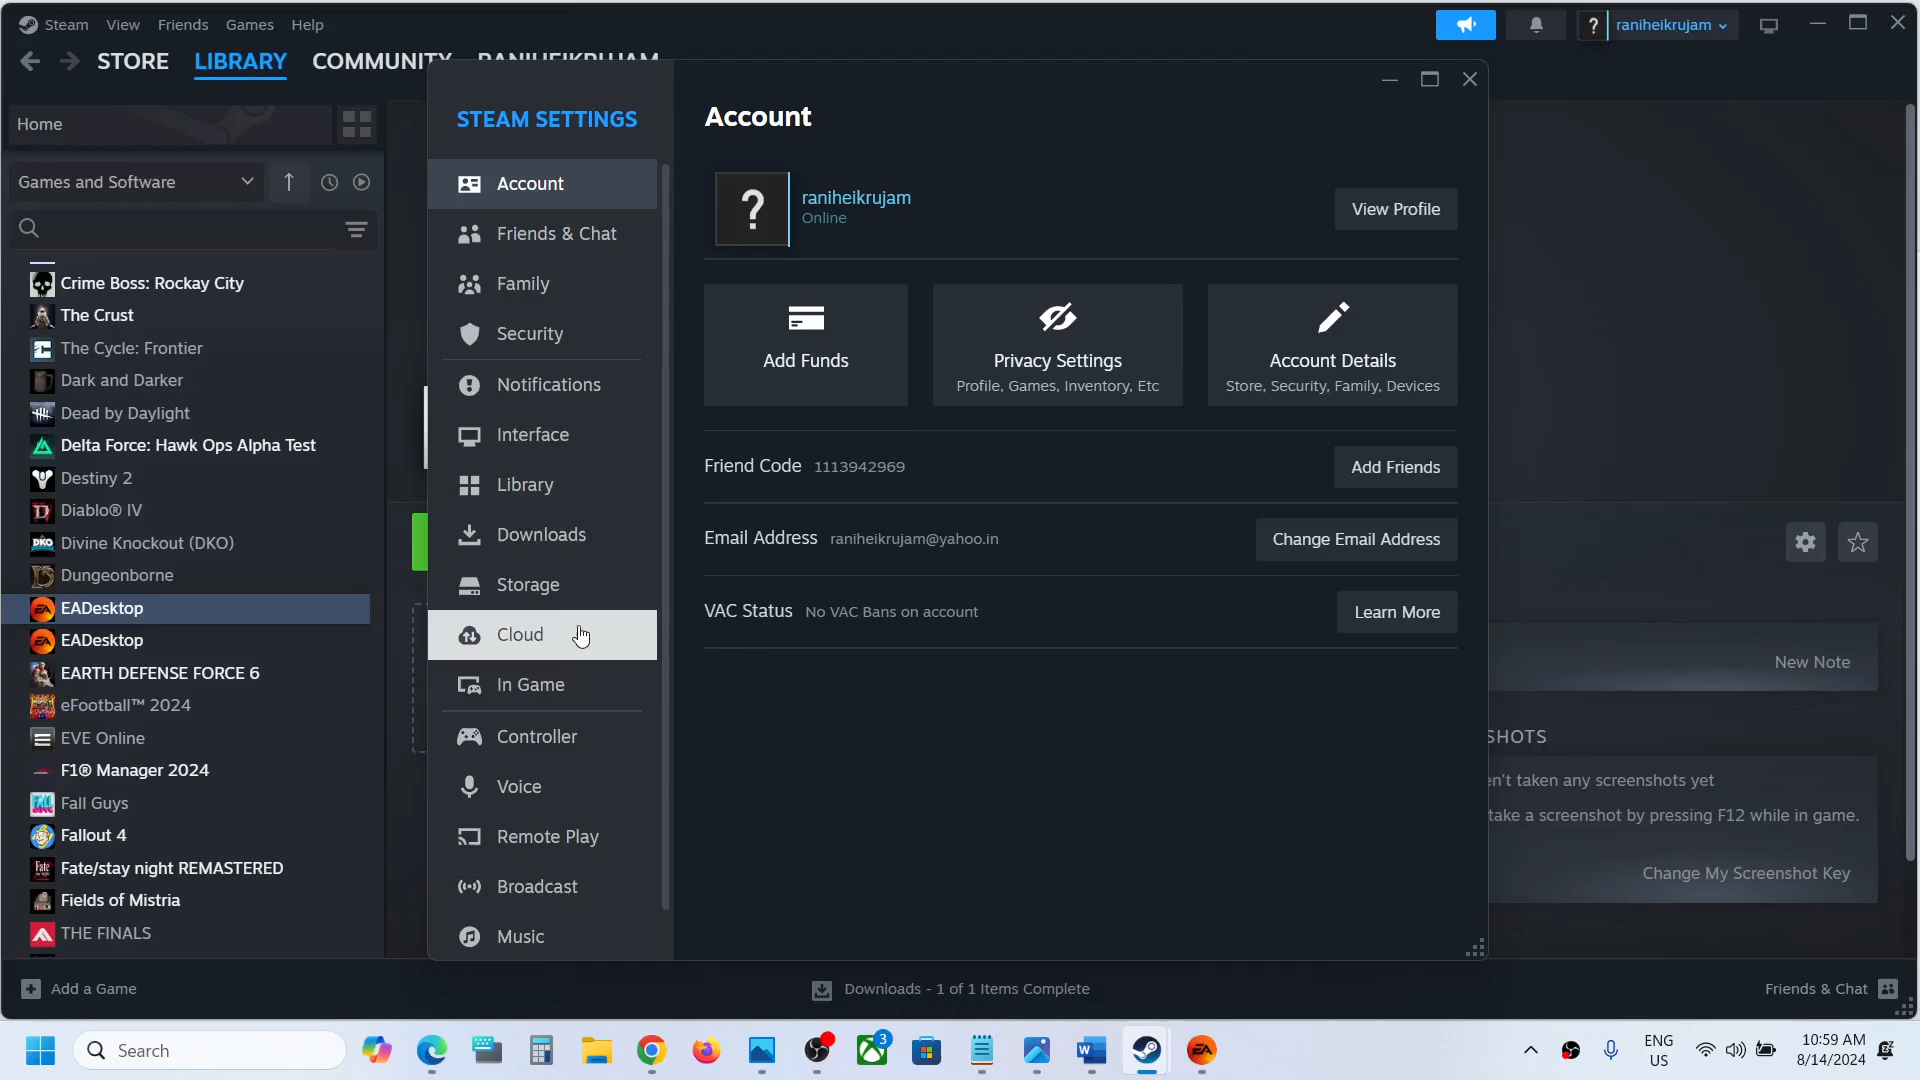 Steam View Friends Games Help
raniheikrujam
STORE LIBRARY COMMUNITY RANIHEIKRUJAM
Home
Games and Software
Crime Boss: Rockay City
The Crust
The Cycle: Frontier
Dark and Darker
Dead by Daylight
Delta Force: Hawk Ops Alpha Test
Destiny 2
Diablo® IV
Divine Knockout (DKO)
Dungeonborne
EADesktop
EADesktop
EARTH DEFENSE FORCE 6
eFootball™ 2024
EVE Online
F1® Manager 2024
Fall Guys
Fallout 4
Fate/stay night REMASTERED
Fields of Mistria
THE FINALS
STEAM SETTINGS
Account
Friends & Chat
Family
Security
Notifications
Interface
Library
Downloads
Storage
Cloud
In Game
Controller
Voice
Remote Play
Broadcast
Music
Account
raniheikrujam
Online
View Profile
Add Funds
Privacy Settings
Profile, Games, Inventory, Etc
Account Details
Store, Security, Family, Devices
Friend Code 1113942969
Add Friends
Email Address raniheikrujam@yahoo.in
Change Email Address
VAC Status No VAC Bans on account
Learn More
New Note
SHOTS
en't taken any screenshots yet
take a screenshot by pressing F12 while in game.
Change My Screenshot Key
Add a Game
Downloads - 1 of 1 Items Complete
Friends & Chat
Search
3
ENG
US
10:59 AM
8/14/2024